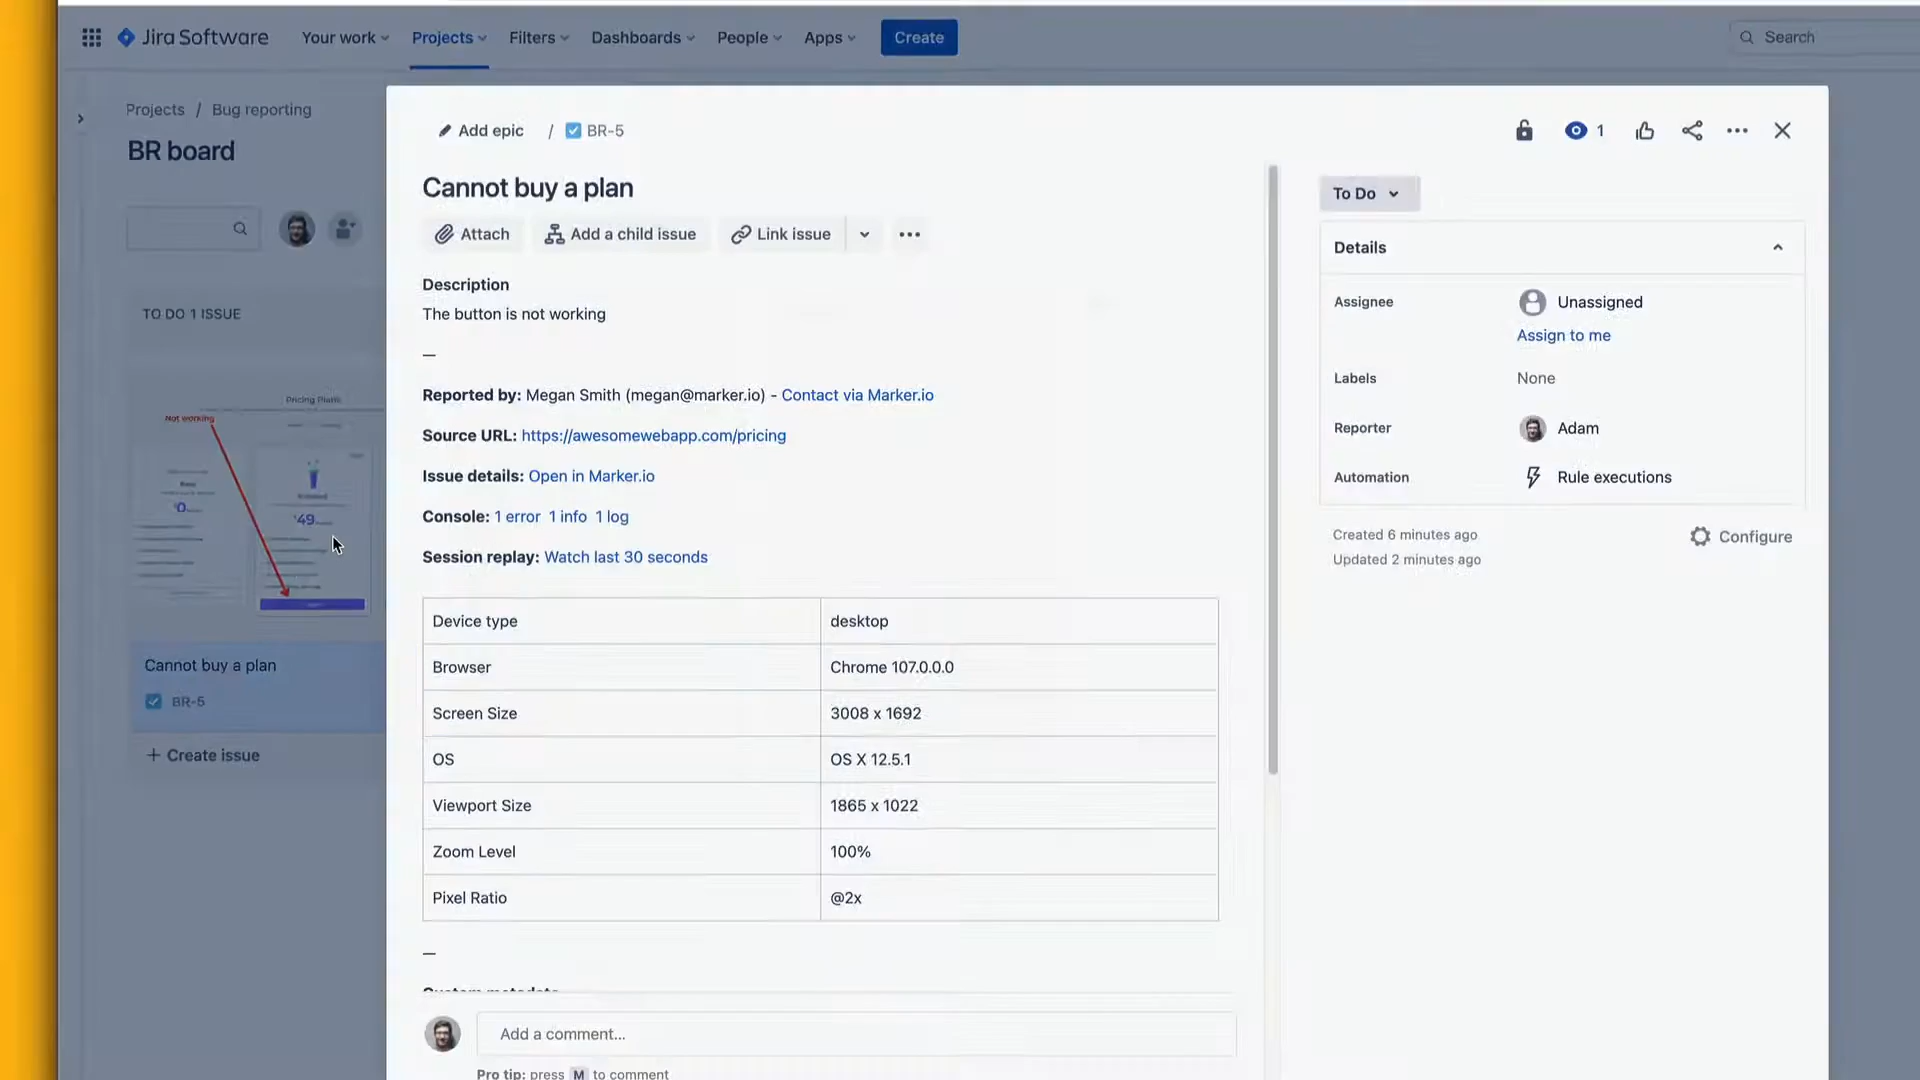 Jira Software
Your work
Projects
Filters
Dashboards
People
Apps
Create
Search
Projects / Bug reporting
BR board
TO DO 1 ISSUE
Pricing Plans
Not working
$0
$49
Cannot buy a plan
BR-5
+ Create issue
Add epic / BR-5
1
Cannot buy a plan
Attach
Add a child issue
Link issue
Description
The button is not working
—
Reported by: Megan Smith (megan@marker.io) - Contact via Marker.io
Source URL: https://awesomewebapp.com/pricing
Issue details: Open in Marker.io
Console: 1 error 1 info 1 log
Session replay: Watch last 30 seconds
Device type desktop
Browser Chrome 107.0.0.0
Screen Size 3008 x 1692
OS OS X 12.5.1
Viewport Size 1865 x 1022
Zoom Level 100%
Pixel Ratio @2x
—
Custom metadata
Add a comment...
Pro tip: press M to comment
To Do
Details
Assignee Unassigned
Assign to me
Labels None
Reporter Adam
Automation Rule executions
Created 6 minutes ago
Updated 2 minutes ago
Configure